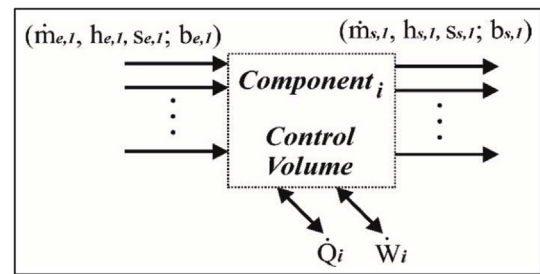 (ṁe,1, he,1, se,1; be,1) (ṁs,1, hs,1, ss,1; bs,1)
Component i
Control
Volume
Q̇i Ẇi